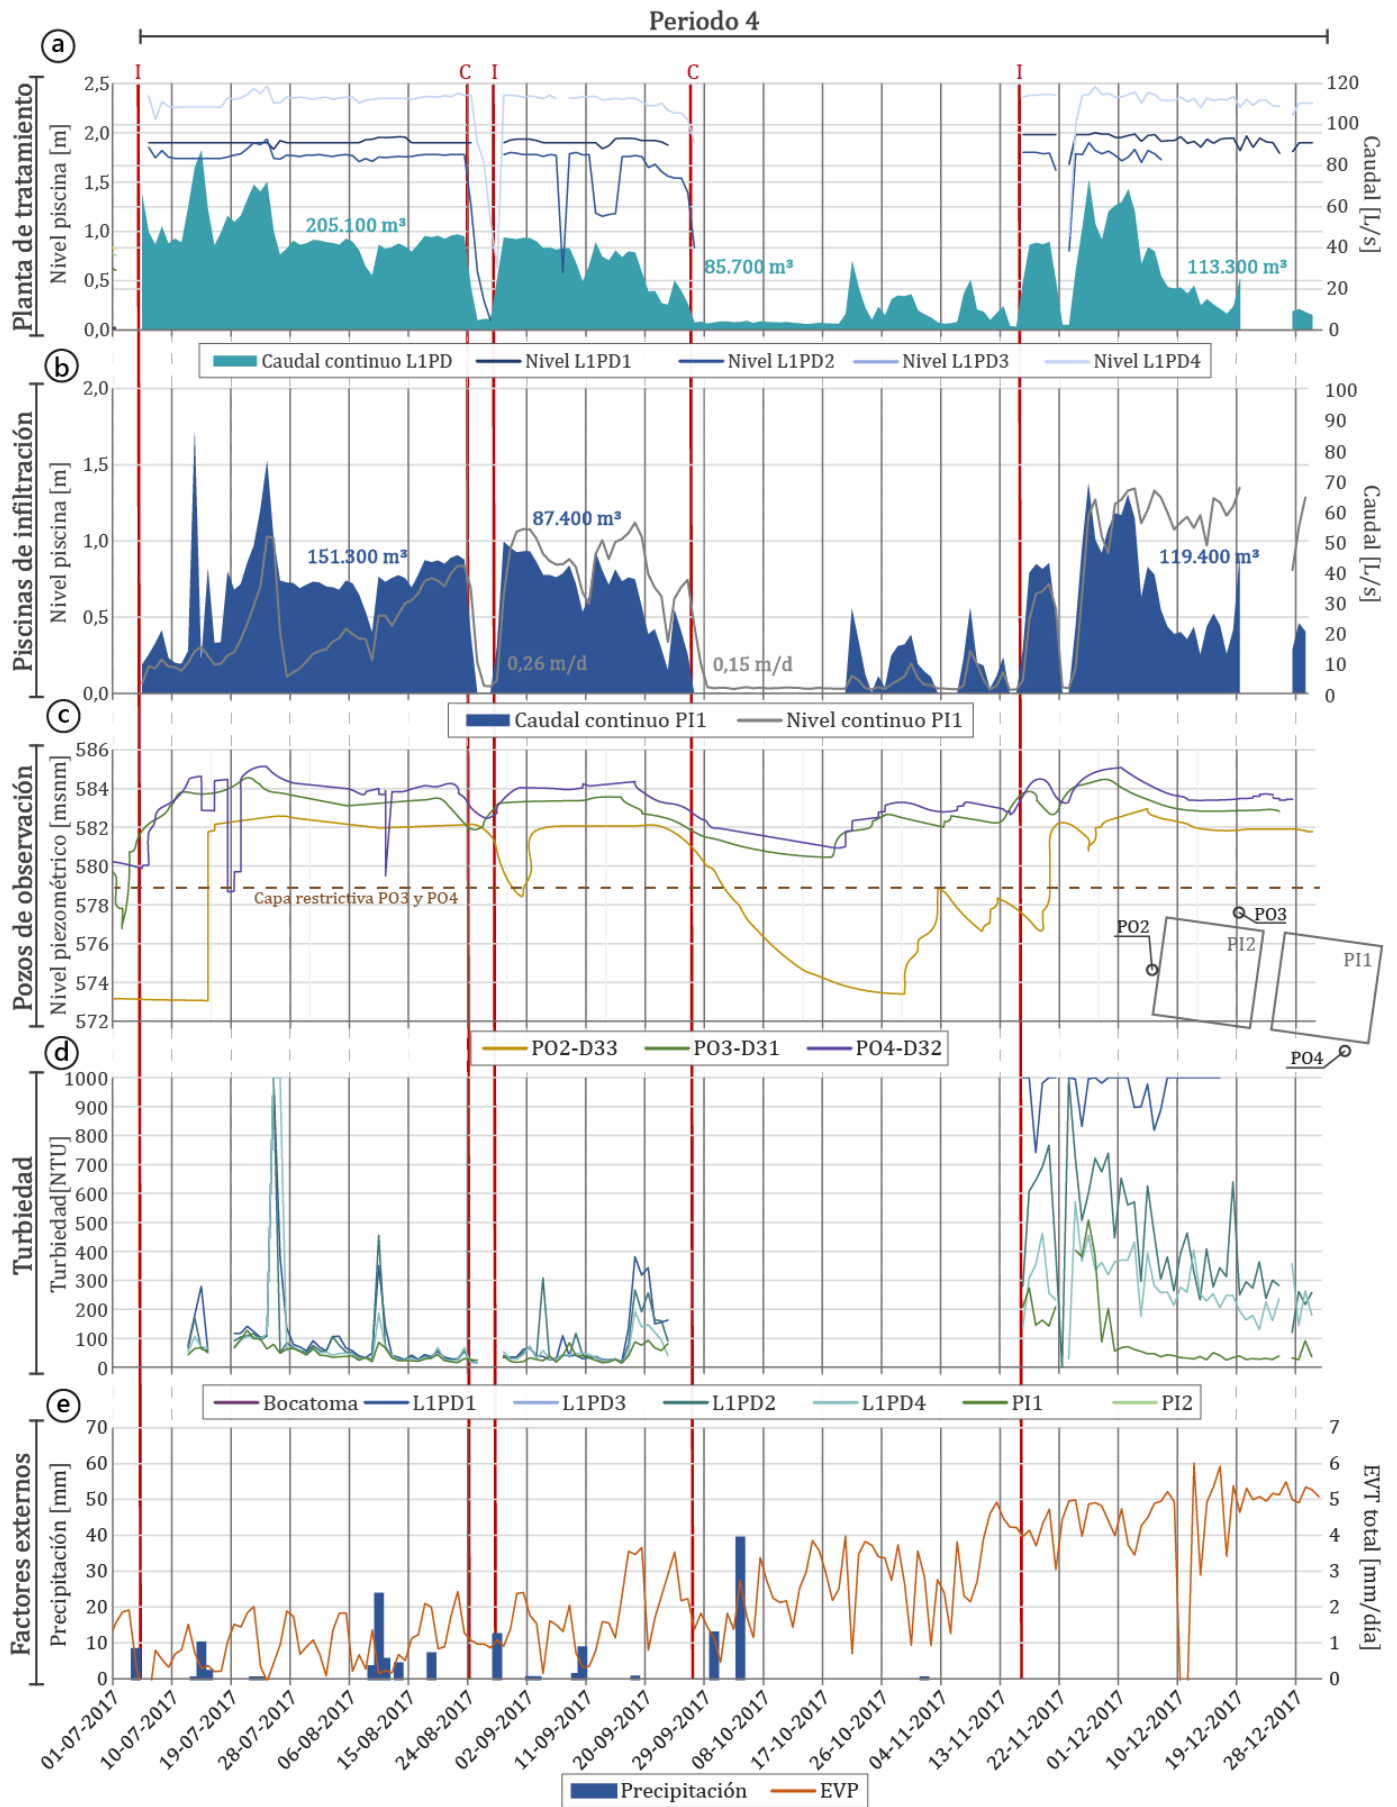 Periodo 4
a
I C I C I
Planta de tratamiento
Nivel piscina [m]
2,5
2,0
1,5
1,0
0,5
0,0
205.100 m³
85.700 m³
113.300 m³
120
100
80
60
40
20
0
Caudal [L/s]
Caudal continuo L1PD Nivel L1PD1 Nivel L1PD2 Nivel L1PD3 Nivel L1PD4
b
Piscinas de infiltración
Nivel piscina [m]
2,0
1,5
1,0
0,5
0,0
151.300 m³
87.400 m³
119.400 m³
0,26 m/d
0,15 m/d
100
90
80
70
60
50
40
30
20
10
0
Caudal [L/s]
Caudal continuo PI1 Nivel continuo PI1
c
Pozos de observación
Nivel piezométrico [msnm]
586
584
582
580
578
576
574
572
Capa restrictiva PO3 y PO4
PO2
PO3
PI2
PI1
PO4
PO2-D33 PO3-D31 PO4-D32
d
Turbiedad
Turbiedad[NTU]
1000
900
800
700
600
500
400
300
200
100
0
Bocatoma L1PD1 L1PD3 L1PD2 L1PD4 PI1 PI2
e
Factores externos
Precipitación [mm]
70
60
50
40
30
20
10
0
7
6
5
4
3
2
1
0
EVT total [mm/día]
01-07-2017
10-07-2017
19-07-2017
28-07-2017
06-08-2017
15-08-2017
24-08-2017
02-09-2017
11-09-2017
20-09-2017
29-09-2017
08-10-2017
17-10-2017
26-10-2017
04-11-2017
13-11-2017
22-11-2017
01-12-2017
10-12-2017
19-12-2017
28-12-2017
Precipitación EVP